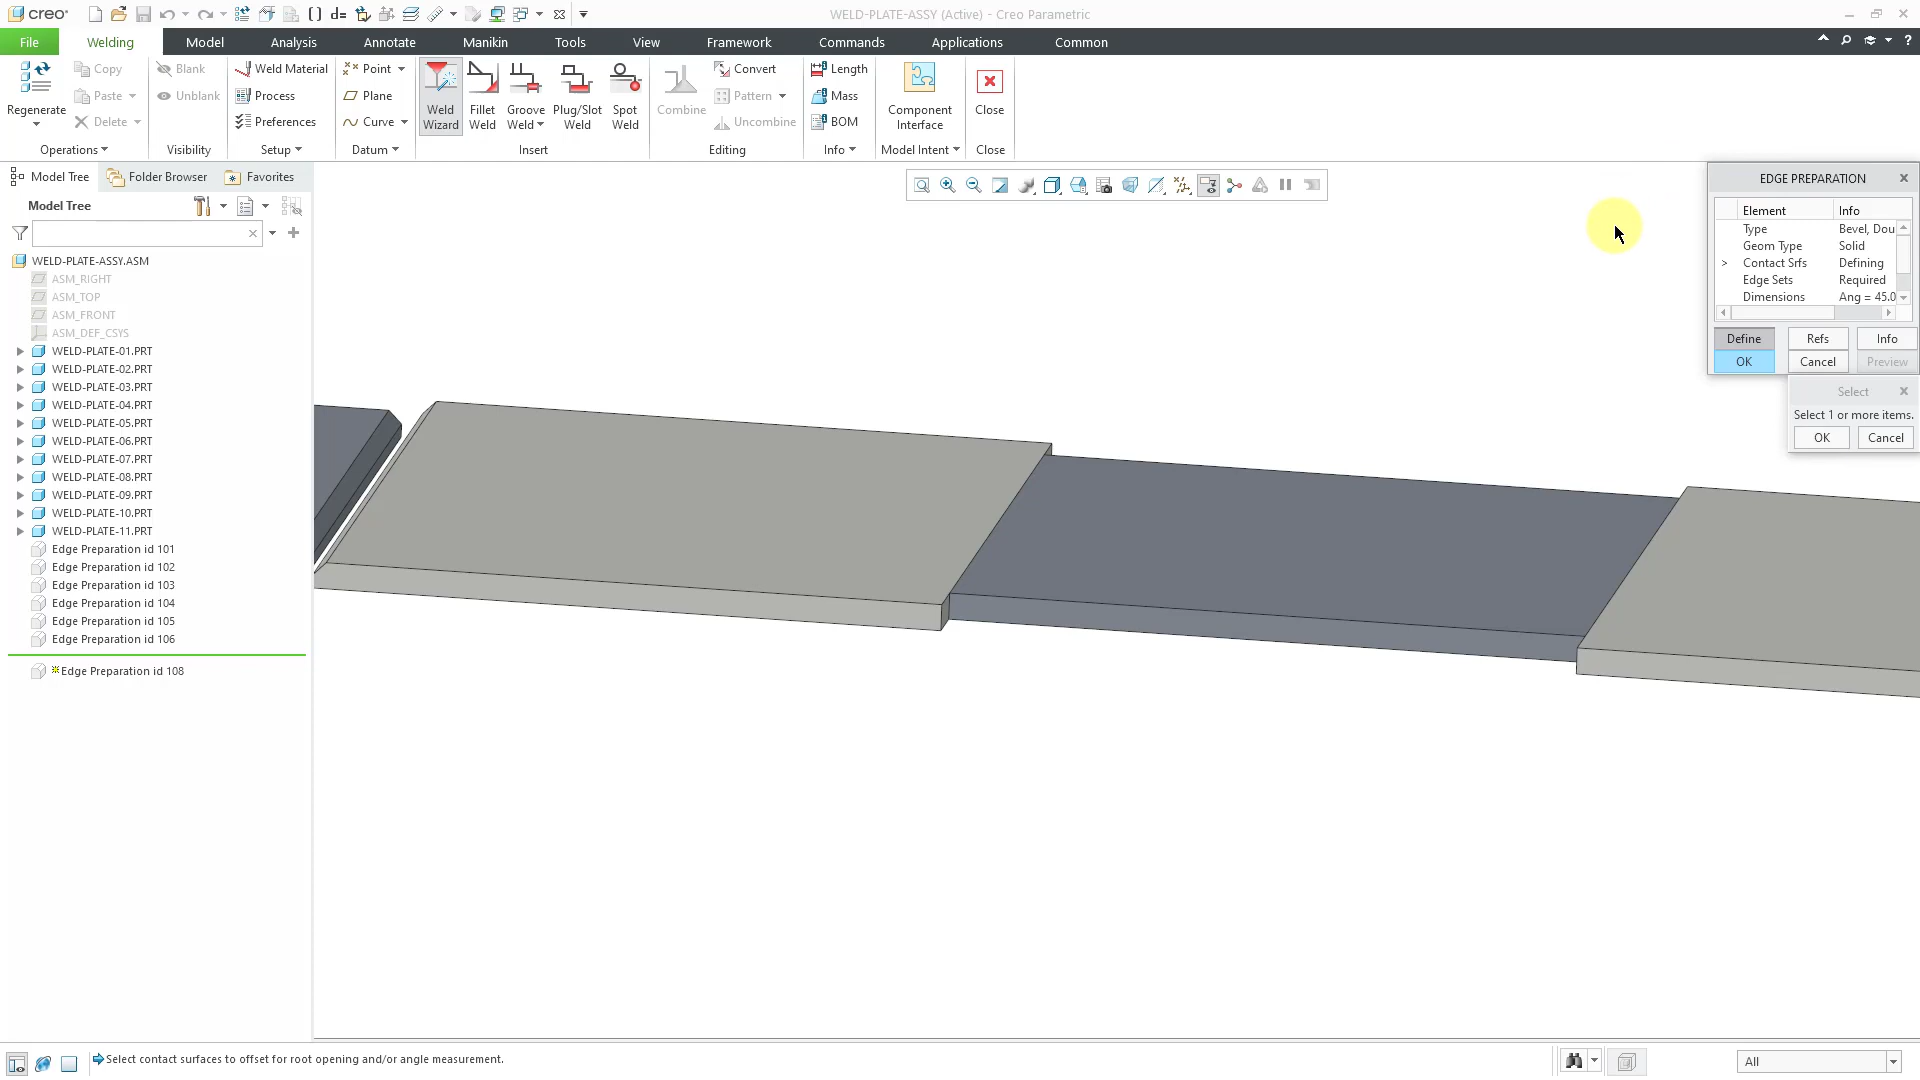 creo
WELD-PLATE-ASSY (Active) - Creo Parametric
File
Welding
Model
Analysis
Annotate
Manikin
Tools
View
Framework
Commands
Applications
Common
Regenerate
Copy
Paste
Delete
Operations
Blank
Unblank
Visibility
Weld Material
Process
Preferences
Setup
Point
Plane
Curve
Datum
Weld Wizard
Fillet Weld
Groove Weld
Plug/Slot Weld
Spot Weld
Insert
Combine
Convert
Pattern
Uncombine
Editing
Length
Mass
BOM
Info
Component Interface
Model Intent
Close
Close
Model Tree
Folder Browser
Favorites
Model Tree
WELD-PLATE-ASSY.ASM
ASM_RIGHT
ASM_TOP
ASM_FRONT
ASM_DEF_CSYS
WELD-PLATE-01.PRT
WELD-PLATE-02.PRT
WELD-PLATE-03.PRT
WELD-PLATE-04.PRT
WELD-PLATE-05.PRT
WELD-PLATE-06.PRT
WELD-PLATE-07.PRT
WELD-PLATE-08.PRT
WELD-PLATE-09.PRT
WELD-PLATE-10.PRT
WELD-PLATE-11.PRT
Edge Preparation id 101
Edge Preparation id 102
Edge Preparation id 103
Edge Preparation id 104
Edge Preparation id 105
Edge Preparation id 106
Edge Preparation id 108
EDGE PREPARATION
Element Info
Type Bevel, Dou
Geom Type Solid
> Contact Srfs Defining
Edge Sets Required
Dimensions Ang = 45.0
Define Refs Info
OK Cancel Preview
Select
Select 1 or more items.
OK Cancel
Select contact surfaces to offset for root opening and/or angle measurement.
All